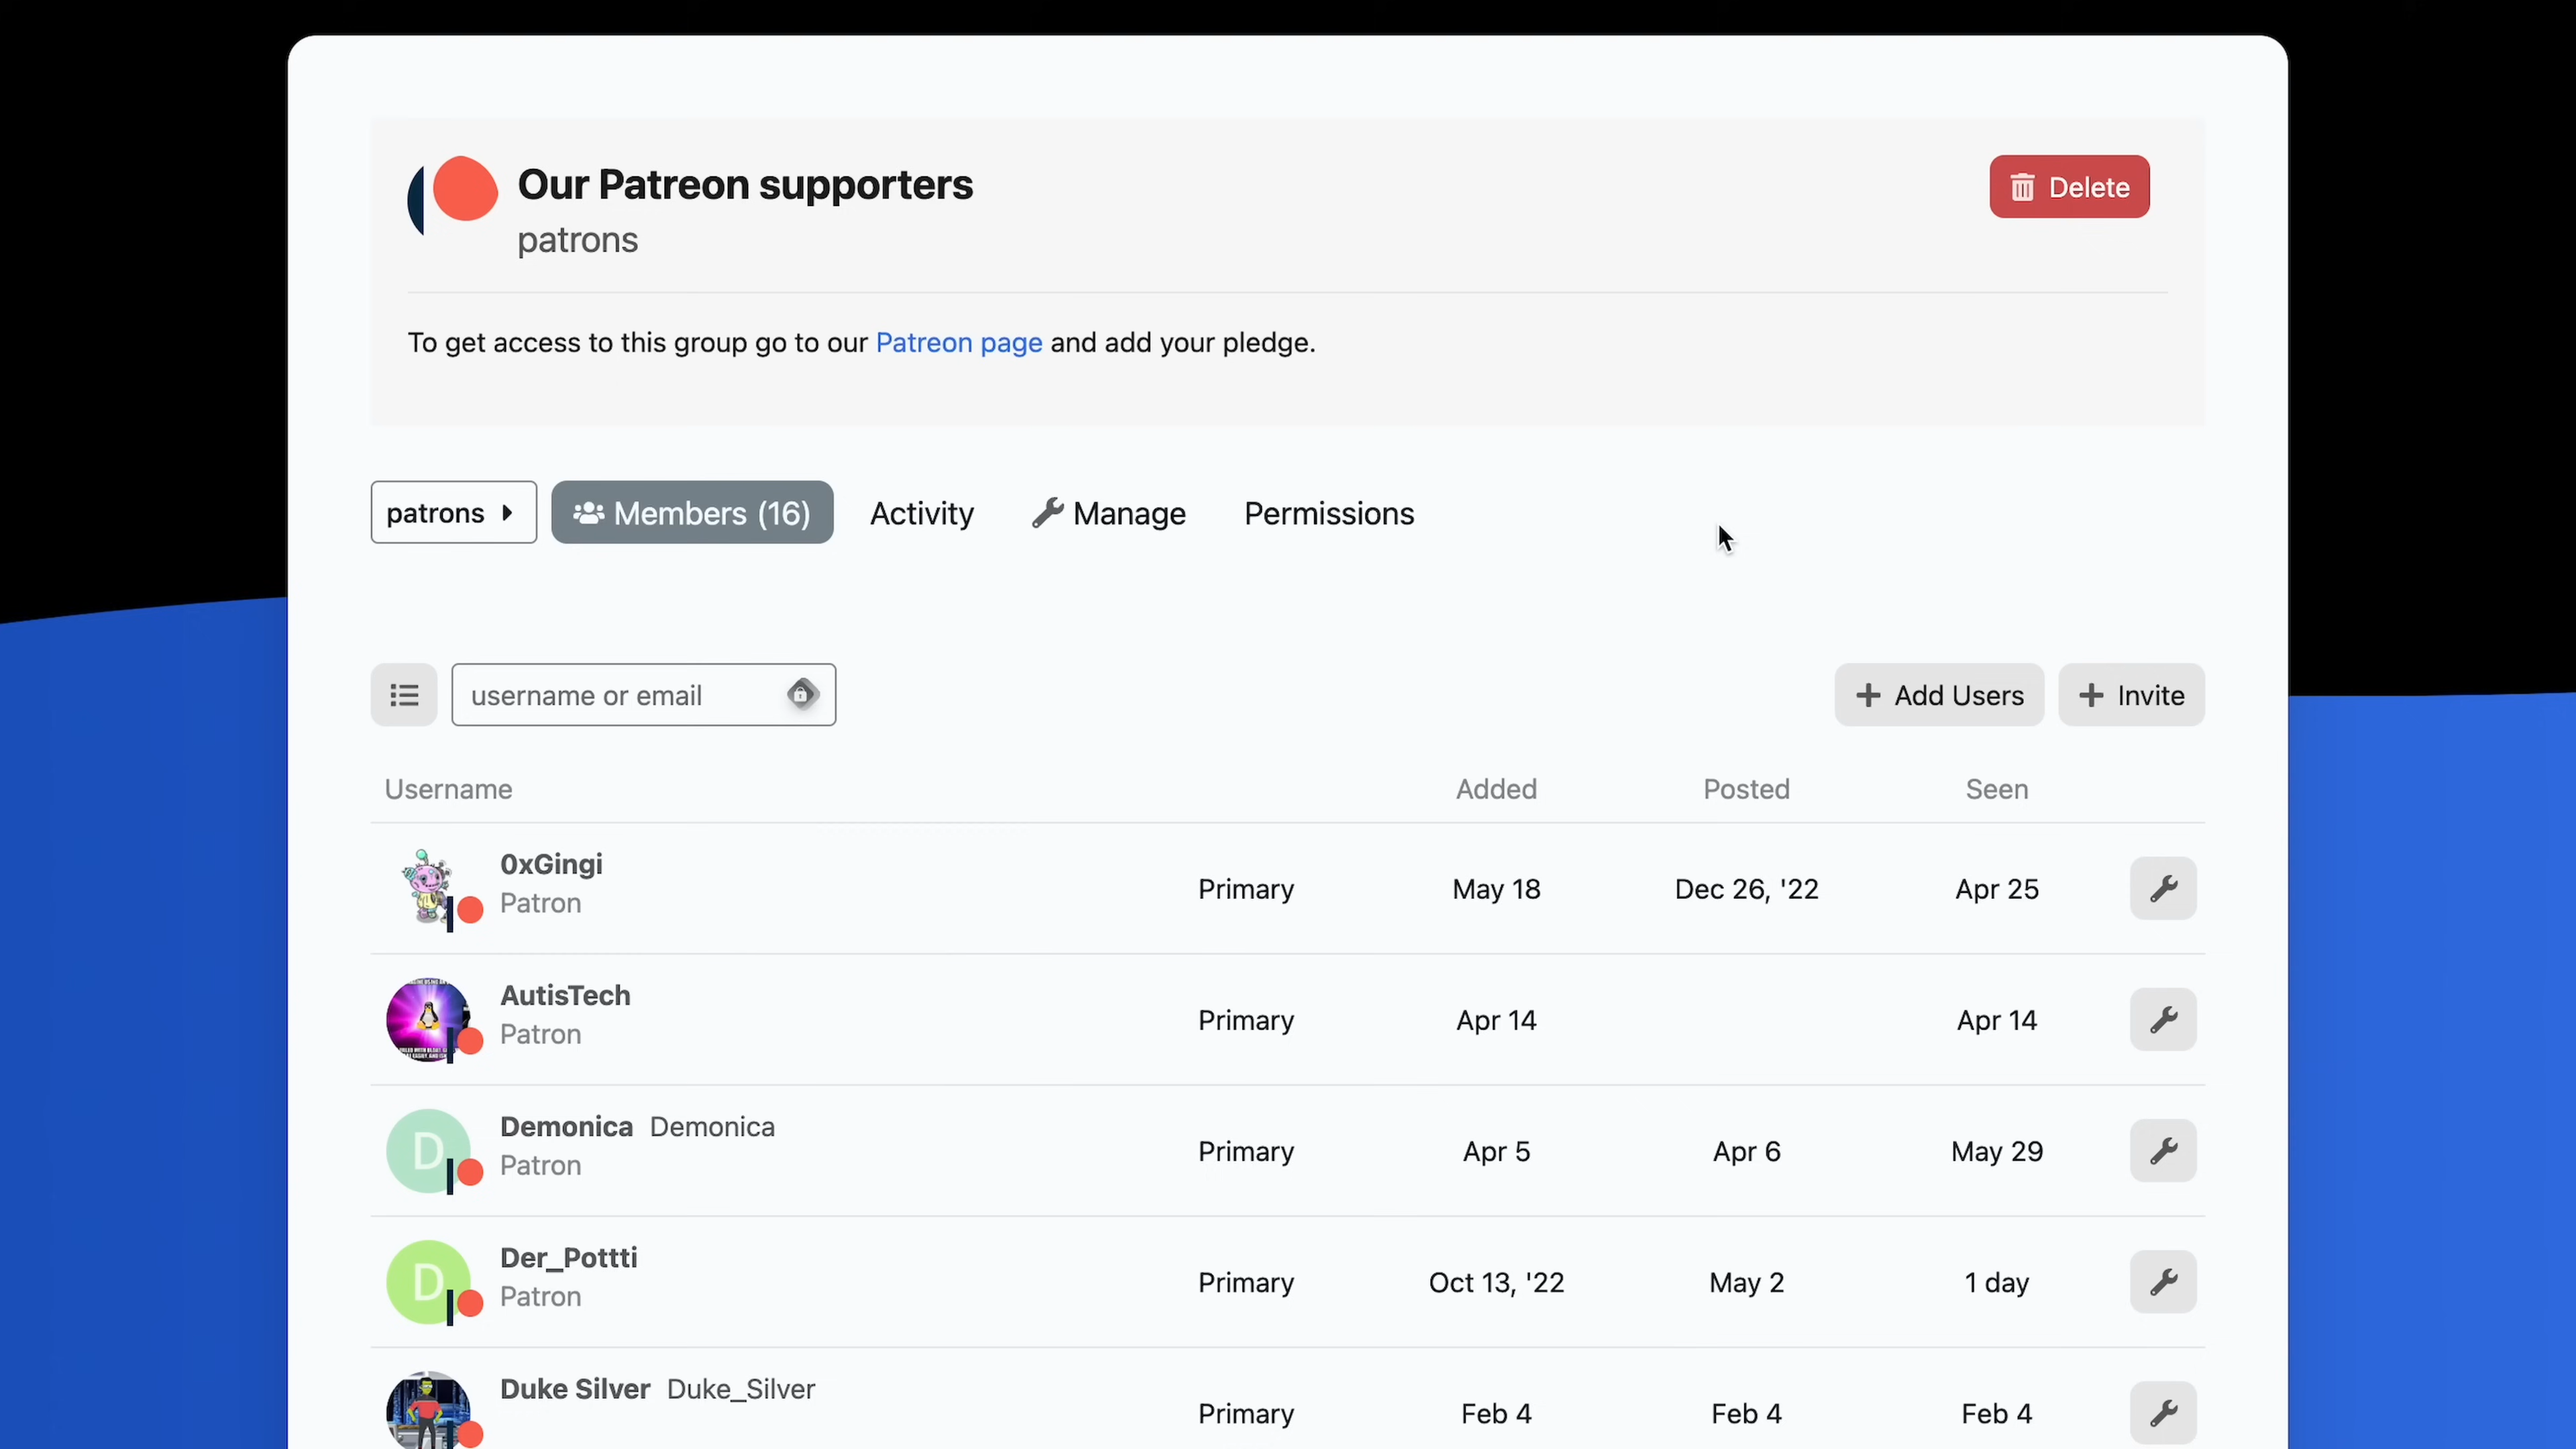 Our Patreon supporters
Delete
patrons
To get access to this group go to our Patreon page and add your pledge.
patrons Members (16) Activity Manage Permissions
username or email Add Users Invite
Username Added Posted Seen
0xGingi
Patron Primary May 18 Dec 26, '22 Apr 25
AutisTech
Patron Primary Apr 14 Apr 14
D Demonica Demonica
Patron Primary Apr 5 Apr 6 May 29
D Der_Pottti
Patron Primary Oct 13, '22 May 2 1 day
Duke Silver Duke_Silver
Primary Feb 4 Feb 4 Feb 4